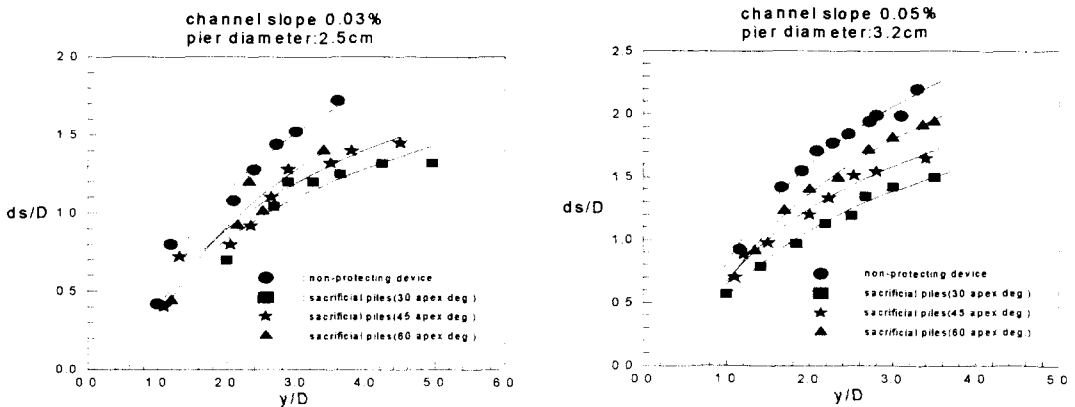 channel slope 0.03%
pier diameter:2.5cm
2 0
1 5
ds/D
1 0
0 5
0 0
0 0
1 0
2 0
3 0
4 0
5 0
6 0
y/D
: non-protecting device
: sacrificial piles(30 apex deg.)
: sacrificial piles(45 apex deg )
: sacrificial piles(60 apex deg )
channel slope 0.05%
pier diameter:3.2cm
2.5
2.0
1.5
ds/D
1.0
0 5
0.0
0 0
1 0
2 0
3 0
4 0
5 0
y/D
: non-protecting device
: sacrificial piles(30 apex deg.)
: sacrificial piles(45 apex deg.)
: sacrificial piles(60 apex deg.)